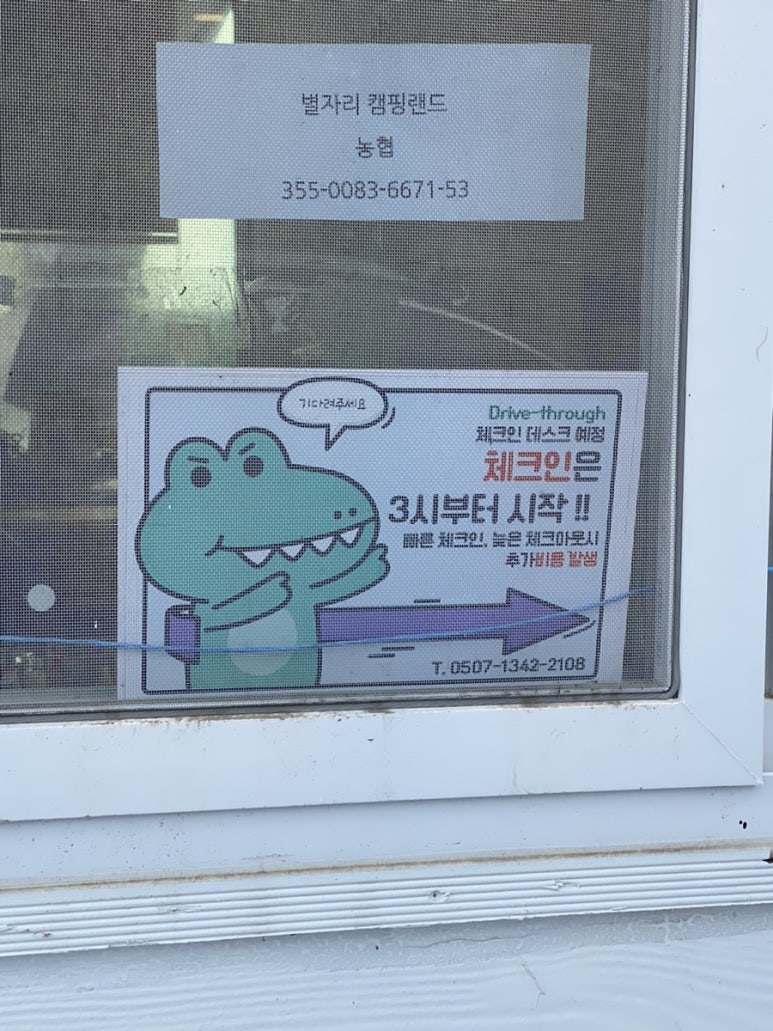 별자리 캠핑랜드
농협
355-0083-6671-53
기다려주세요
Drive-through
체크인 데스크 예정
체크인은
3시부터 시작 !!
빠른 체크인, 늦은 체크아웃시
추가비용 발생
T. 0507-1342-2108